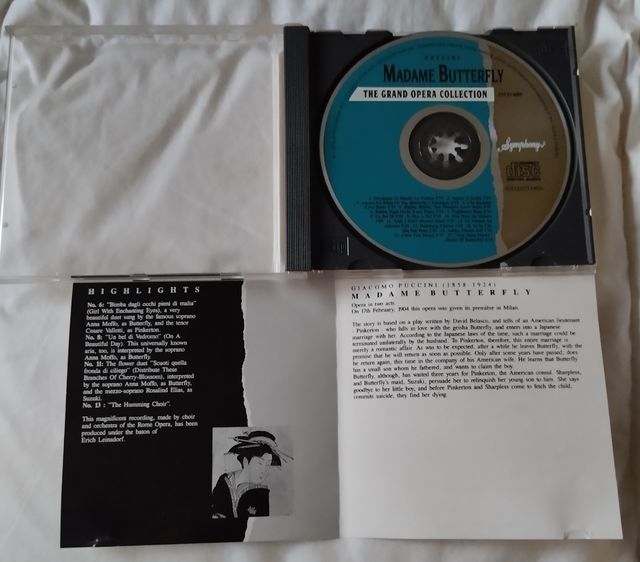 PUCCINI
MADAME BUTTERFLY
THE GRAND OPERA COLLECTION
Symphony
COMPACT
disc
DIGITAL AUDIO
HIGHLIGHTS
No. 6: "Bimba dagli occhi pieni di malia"
(Girl With Enchanting Eyes), a very
beautiful duet sung by the famous soprano
Anna Moffo, as Butterfly, and the tenor
Cesare Valletti, as Pinkerton.
No. 8: "Un bel di Vedromo" (On A
Beautiful Day). This universally known
aria, too, is interpreted by the soprano
Anna Moffo, as Butterfly.
No. 11: The flower duet "Scuoti quella
fronda di ciliego" (Distribute These
Branches Of Cherry-Blossom), interpreted
by the soprano Anna Moffo, as Butterfly,
and the mezzo-soprano Rosalind Elias, as
Suzuki.
No. 13 : "The Humming Choir".
This magnificent recording, made by choir
and orchestra of the Rome Opera, has been
produced under the baton of
Erich Leinsdorf.
GIACOMO PUCCINI (1858-1924)
MADAME BUTTERFLY
Opera in two acts.
On 17th February, 1904 this opera was given its première in Milan.
The story is based on a play written by David Belasco, and tells of an American lieutenant
Pinkerton - who falls in love with the geisha Butterfly, and enters into a Japanese
marriage with her. According to the Japanese laws of the time, such a marriage could be
terminated unilaterally by the husband. To Pinkerton, therefore, this entire marriage is
merely a romantic affair. As was to be expected, after a while he leaves Butterfly, with the
promise that he will return as soon as possible. Only after some years have passed, does
he return again, this time in the company of his American wife. He learns that Butterfly
has a small son whom he fathered, and wants to claim the boy.
Butterfly, although, has waited three years for Pinkerton, the American consul, Sharpless,
and Butterfly's maid, Suzuki, persuade her to relinquish her young son to him. She says
goodbye to her little boy, and before Pinkerton and Sharpless come to fetch the child,
commits suicide, they find her dying.